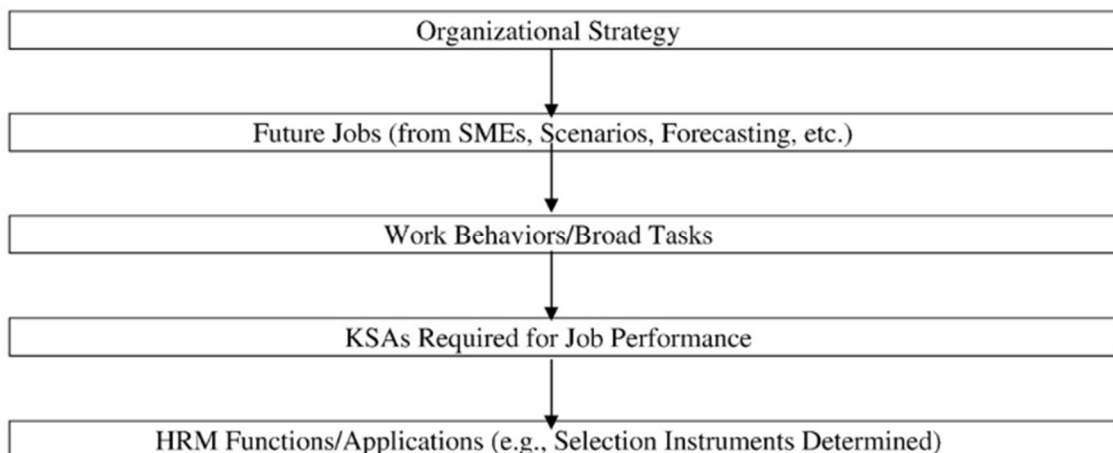 Organizational Strategy
Future Jobs (from SMEs, Scenarios, Forecasting, etc.)
Work Behaviors/Broad Tasks
KSAs Required for Job Performance
HRM Functions/Applications (e.g., Selection Instruments Determined)